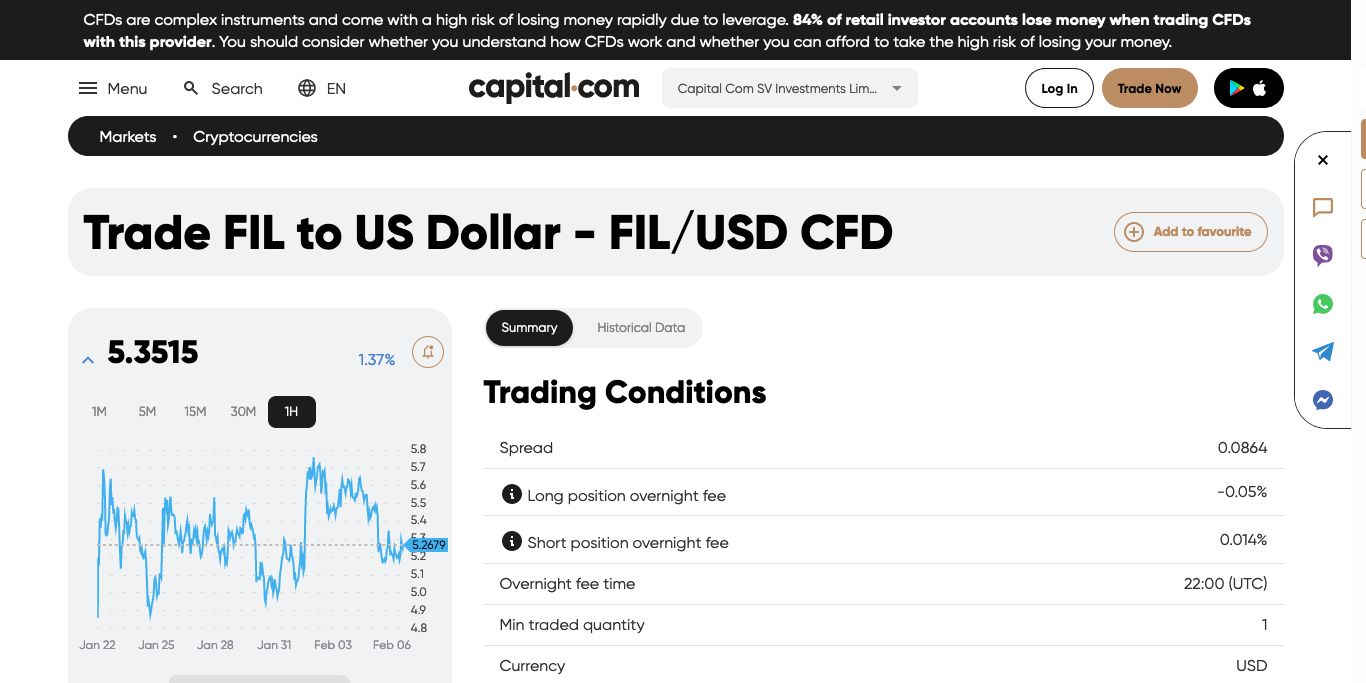 CFDs are complex instruments and come with a high risk of losing money rapidly due to leverage. 84% of retail investor accounts lose money when trading CFDs
with this provider. You should consider whether you understand how CFDs work and whether you can afford to take the high risk of losing your money.
Menu
Search
EN
capital.com
Capital Com SV Investments Lim...
Log In
Trade Now
Markets • Cryptocurrencies
Trade FIL to US Dollar - FIL/USD CFD
Add to favourite
5.3515
1.37%
1M 5M 15M 30M 1H
5.8
5.7
5.6
5.5
5.4
5.3
5.2679
5.2
5.1
5.0
4.9
4.8
Jan 22 Jan 25 Jan 28 Jan 31 Feb 03 Feb 06
Summary
Historical Data
Trading Conditions
Spread 0.0864
Long position overnight fee -0.05%
Short position overnight fee 0.014%
Overnight fee time 22:00 (UTC)
Min traded quantity 1
Currency USD